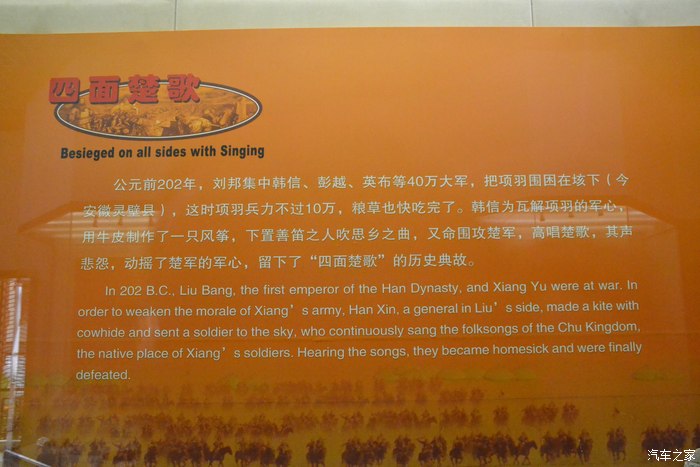 四面楚歌
Besieged on all sides with Singing
公元前202年，刘邦集中韩信、彭越、英布等40万大军，把项羽围困在垓下（今
安徽灵壁县），这时项羽兵力不过10万，粮草也快吃完了。韩信为瓦解项羽的军心，
用牛皮制作了一只风筝，下置善笛之人吹思乡之曲，又命围攻楚军，高唱楚歌，其声
悲怨，动摇了楚军的军心，留下了“四面楚歌”的历史典故。
In 202 B.C., Liu Bang, the first emperor of the Han Dynasty, and Xiang Yu were at war. In
order to weaken the morale of Xiang’s army, Han Xin, a general in Liu’s side, made a kite with
cowhide and sent a soldier to the sky, who continuously sang the folksongs of the Chu Kingdom,
the native place of Xiang’s soldiers. Hearing the songs, they became homesick and were finally
defeated.
汽车之家